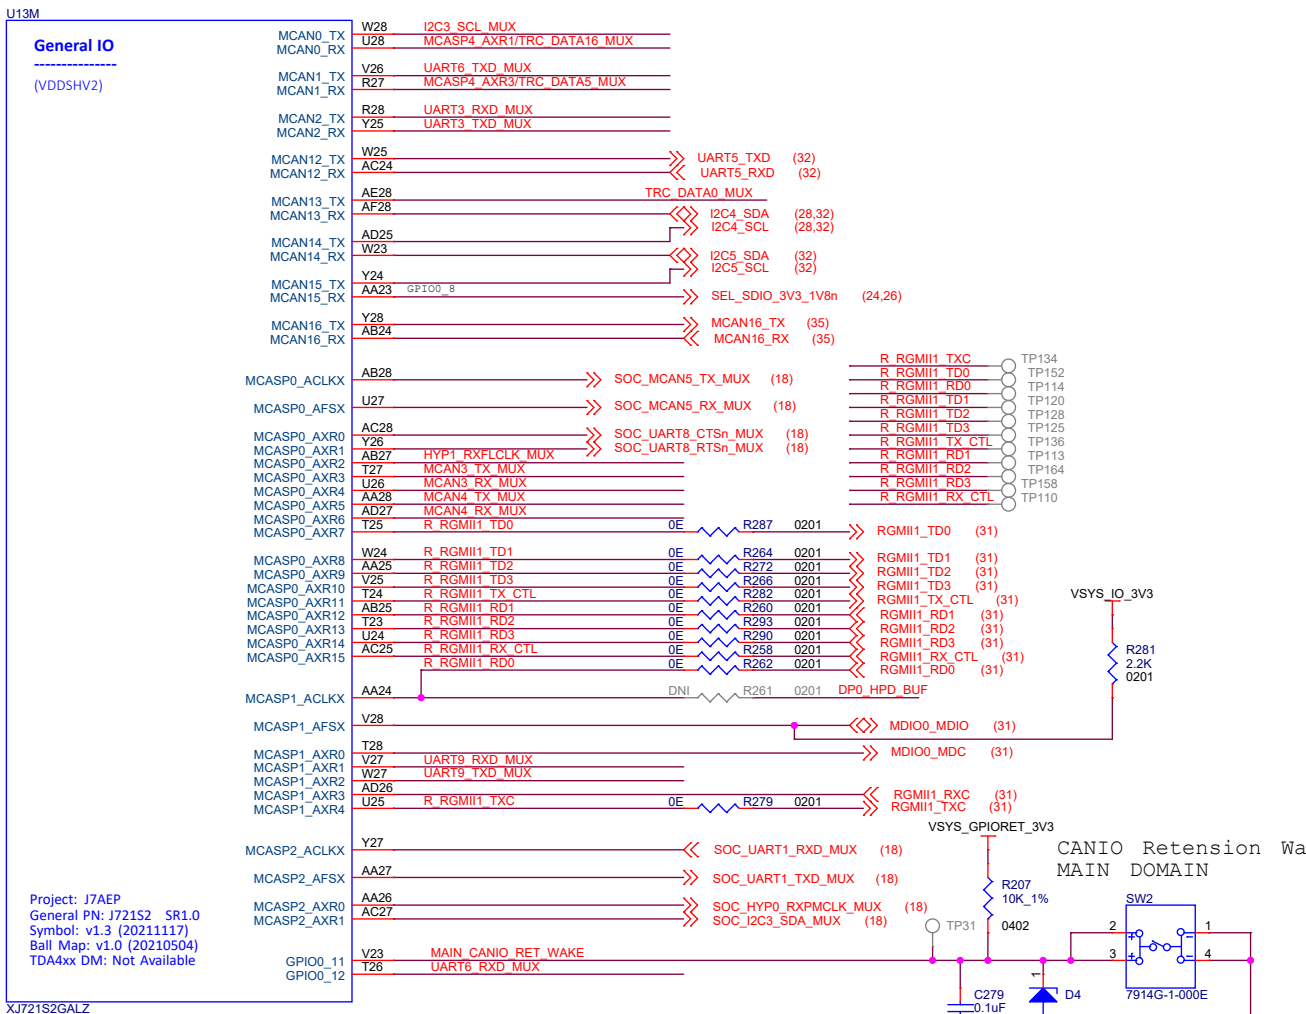 U13M
General IO
---------------
(VDDSHV2)
MCAN0_TX W28 I2C3_SCL_MUX
MCAN0_RX U28 MCASP4_AXR1/TRC_DATA16_MUX
MCAN1_TX V26 UART6_TXD_MUX
MCAN1_RX R27 MCASP4_AXR3/TRC_DATA5_MUX
MCAN2_TX R28 UART3_RXD_MUX
MCAN2_RX Y25 UART3_TXD_MUX
MCAN12_TX W25 UART5_TXD (32)
MCAN12_RX AC24 UART5_RXD (32)
MCAN13_TX AE28 TRC_DATA0_MUX
MCAN13_RX AF28 I2C4_SDA (28,32)
I2C4_SCL (28,32)
MCAN14_TX AD25
MCAN14_RX W23 I2C5_SDA (32)
I2C5_SCL (32)
MCAN15_TX Y24
MCAN15_RX AA23 GPIO0_8 SEL_SDIO_3V3_1V8n (24,26)
MCAN16_TX Y28 MCAN16_TX (35)
MCAN16_RX AB24 MCAN16_RX (35)
R_RGMII1_TXC TP134
R_RGMII1_TD0 TP152
R_RGMII1_RD0 TP114
R_RGMII1_TD1 TP120
R_RGMII1_TD2 TP128
R_RGMII1_TD3 TP125
R_RGMII1_TX_CTL TP136
R_RGMII1_RD1 TP113
R_RGMII1_RD2 TP164
R_RGMII1_RD3 TP158
R_RGMII1_RX_CTL TP110
MCASP0_ACLKX AB28 SOC_MCAN5_TX_MUX (18)
MCASP0_AFSX U27 SOC_MCAN5_RX_MUX (18)
MCASP0_AXR0 AC28 SOC_UART8_CTSn_MUX (18)
MCASP0_AXR1 Y26 SOC_UART8_RTSn_MUX (18)
MCASP0_AXR2 AB27 HYP1_RXFLCLK_MUX
MCASP0_AXR3 T27 MCAN3_TX_MUX
MCASP0_AXR4 U26 MCAN3_RX_MUX
MCASP0_AXR5 AA28 MCAN4_TX_MUX
MCASP0_AXR6 AD27 MCAN4_RX_MUX
MCASP0_AXR7 T25 R_RGMII1_TD0 0E R287 0201 RGMII1_TD0 (31)
MCASP0_AXR8 W24 R_RGMII1_TD1 0E R264 0201 RGMII1_TD1 (31)
MCASP0_AXR9 AA25 R_RGMII1_TD2 0E R272 0201 RGMII1_TD2 (31)
MCASP0_AXR10 V25 R_RGMII1_TD3 0E R266 0201 RGMII1_TD3 (31)
MCASP0_AXR11 T24 R_RGMII1_TX_CTL 0E R282 0201 RGMII1_TX_CTL (31)
MCASP0_AXR12 AB25 R_RGMII1_RD1 0E R260 0201 RGMII1_RD1 (31)
MCASP0_AXR13 T23 R_RGMII1_RD2 0E R293 0201 RGMII1_RD2 (31)
MCASP0_AXR14 U24 R_RGMII1_RD3 0E R290 0201 RGMII1_RD3 (31)
MCASP0_AXR15 AC25 R_RGMII1_RX_CTL 0E R258 0201 RGMII1_RX_CTL (31)
R_RGMII1_RD0 0E R262 0201 RGMII1_RD0 (31)
VSYS_IO_3V3
R281
2.2K
0201
MCASP1_ACLKX AA24 DNI R261 0201 DP0_HPD_BUF
MCASP1_AFSX V28 MDIO0_MDIO (31)
MCASP1_AXR0 T28 MDIO0_MDC (31)
MCASP1_AXR1 V27 UART9_RXD_MUX
MCASP1_AXR2 W27 UART9_TXD_MUX
MCASP1_AXR3 AD26 RGMII1_RXC (31)
MCASP1_AXR4 U25 R_RGMII1_TXC 0E R279 0201 RGMII1_TXC (31)
MCASP2_ACLKX Y27 SOC_UART1_RXD_MUX (18)
MCASP2_AFSX AA27 SOC_UART1_TXD_MUX (18)
MCASP2_AXR0 AA26 SOC_HYP0_RXPMCLK_MUX (18)
MCASP2_AXR1 AC27 SOC_I2C3_SDA_MUX (18)
GPIO0_11 V23 MAIN_CANIO_RET_WAKE
GPIO0_12 T26 UART6_RXD_MUX
VSYS_GPIORET_3V3
R207
10K_1%
0402
TP31
CANIO Retension Wa
MAIN DOMAIN
SW2
2 1
3 4
7914G-1-000E
C279
0.1uF
1 D4
Project: J7AEP
General PN: J721S2 SR1.0
Symbol: v1.3 (20211117)
Ball Map: v1.0 (20210504)
TDA4xx DM: Not Available
XJ721S2GALZ